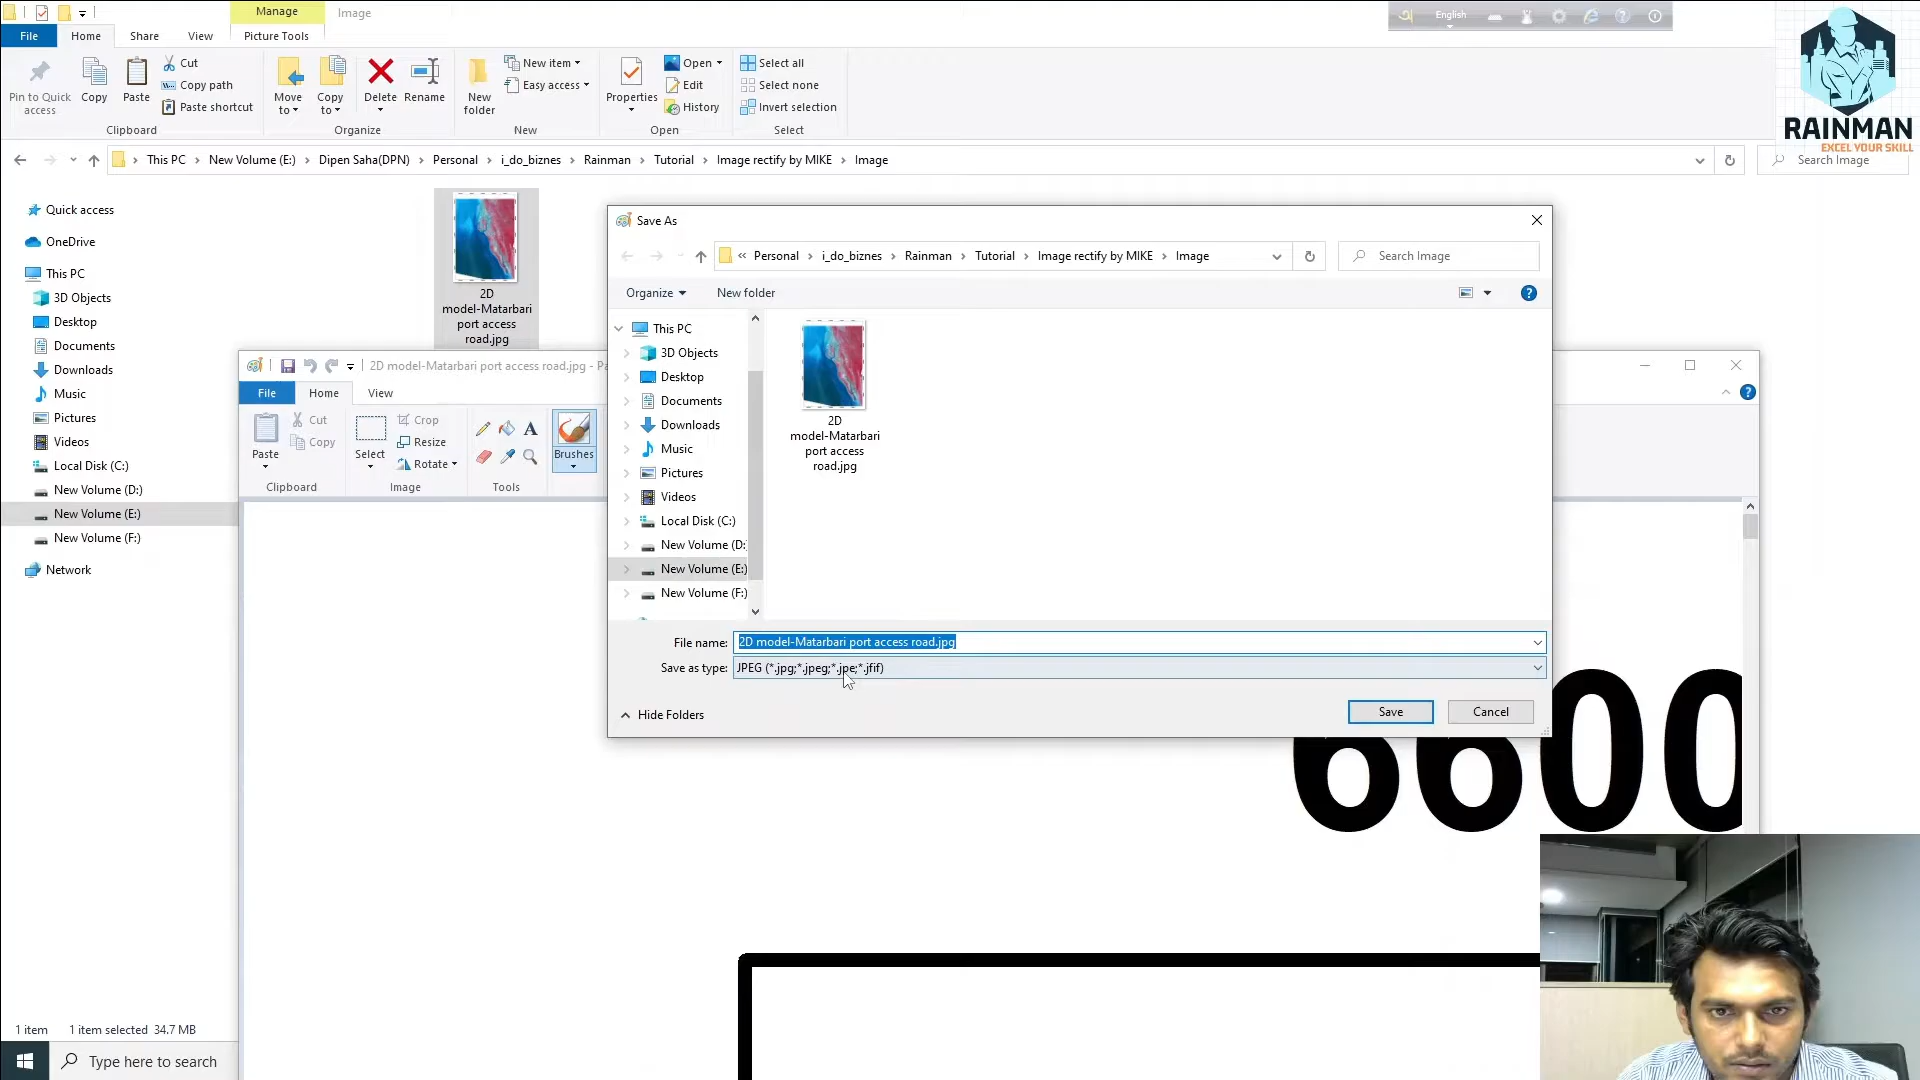 Manage
Image
English
File
Home
Share
View
Picture Tools
Pin to Quick access
Copy
Paste
Cut
Copy path
Paste shortcut
Clipboard
Move to
Copy to
Delete
Rename
Organize
New folder
New item
Easy access
New
Properties
Open
Edit
History
Open
Select all
Select none
Invert selection
Select
RAINMAN
EXCEL YOUR SKILL
This PC
New Volume (E:)
Dipen Saha(DPN)
Personal
i_do_biznes
Rainman
Tutorial
Image rectify by MIKE
Image
Search Image
Quick access
OneDrive
This PC
3D Objects
Desktop
Documents
Downloads
Music
Pictures
Videos
Local Disk (C:)
New Volume (D:)
New Volume (E:)
New Volume (F:)
Network
2D
model-Matarbari
port access
road.jpg
2D model-Matarbari port access road.jpg - Pa
File
Home
View
Paste
Cut
Copy
Clipboard
Select
Crop
Resize
Rotate
Image
A
Tools
Brushes
Save As
« Personal
i_do_biznes
Rainman
Tutorial
Image rectify by MIKE
Image
Search Image
Organize
New folder
This PC
3D Objects
Desktop
Documents
Downloads
Music
Pictures
Videos
Local Disk (C:)
New Volume (D:
New Volume (E:)
New Volume (F:)
2D
model-Matarbari
port access
road.jpg
File name:
2D model-Matarbari port access road.jpg
Save as type:
JPEG (*.jpg;*.jpeg;*.jpe;*.jfif)
Hide Folders
Save
Cancel
6600
1 item
1 item selected 34.7 MB
Type here to search